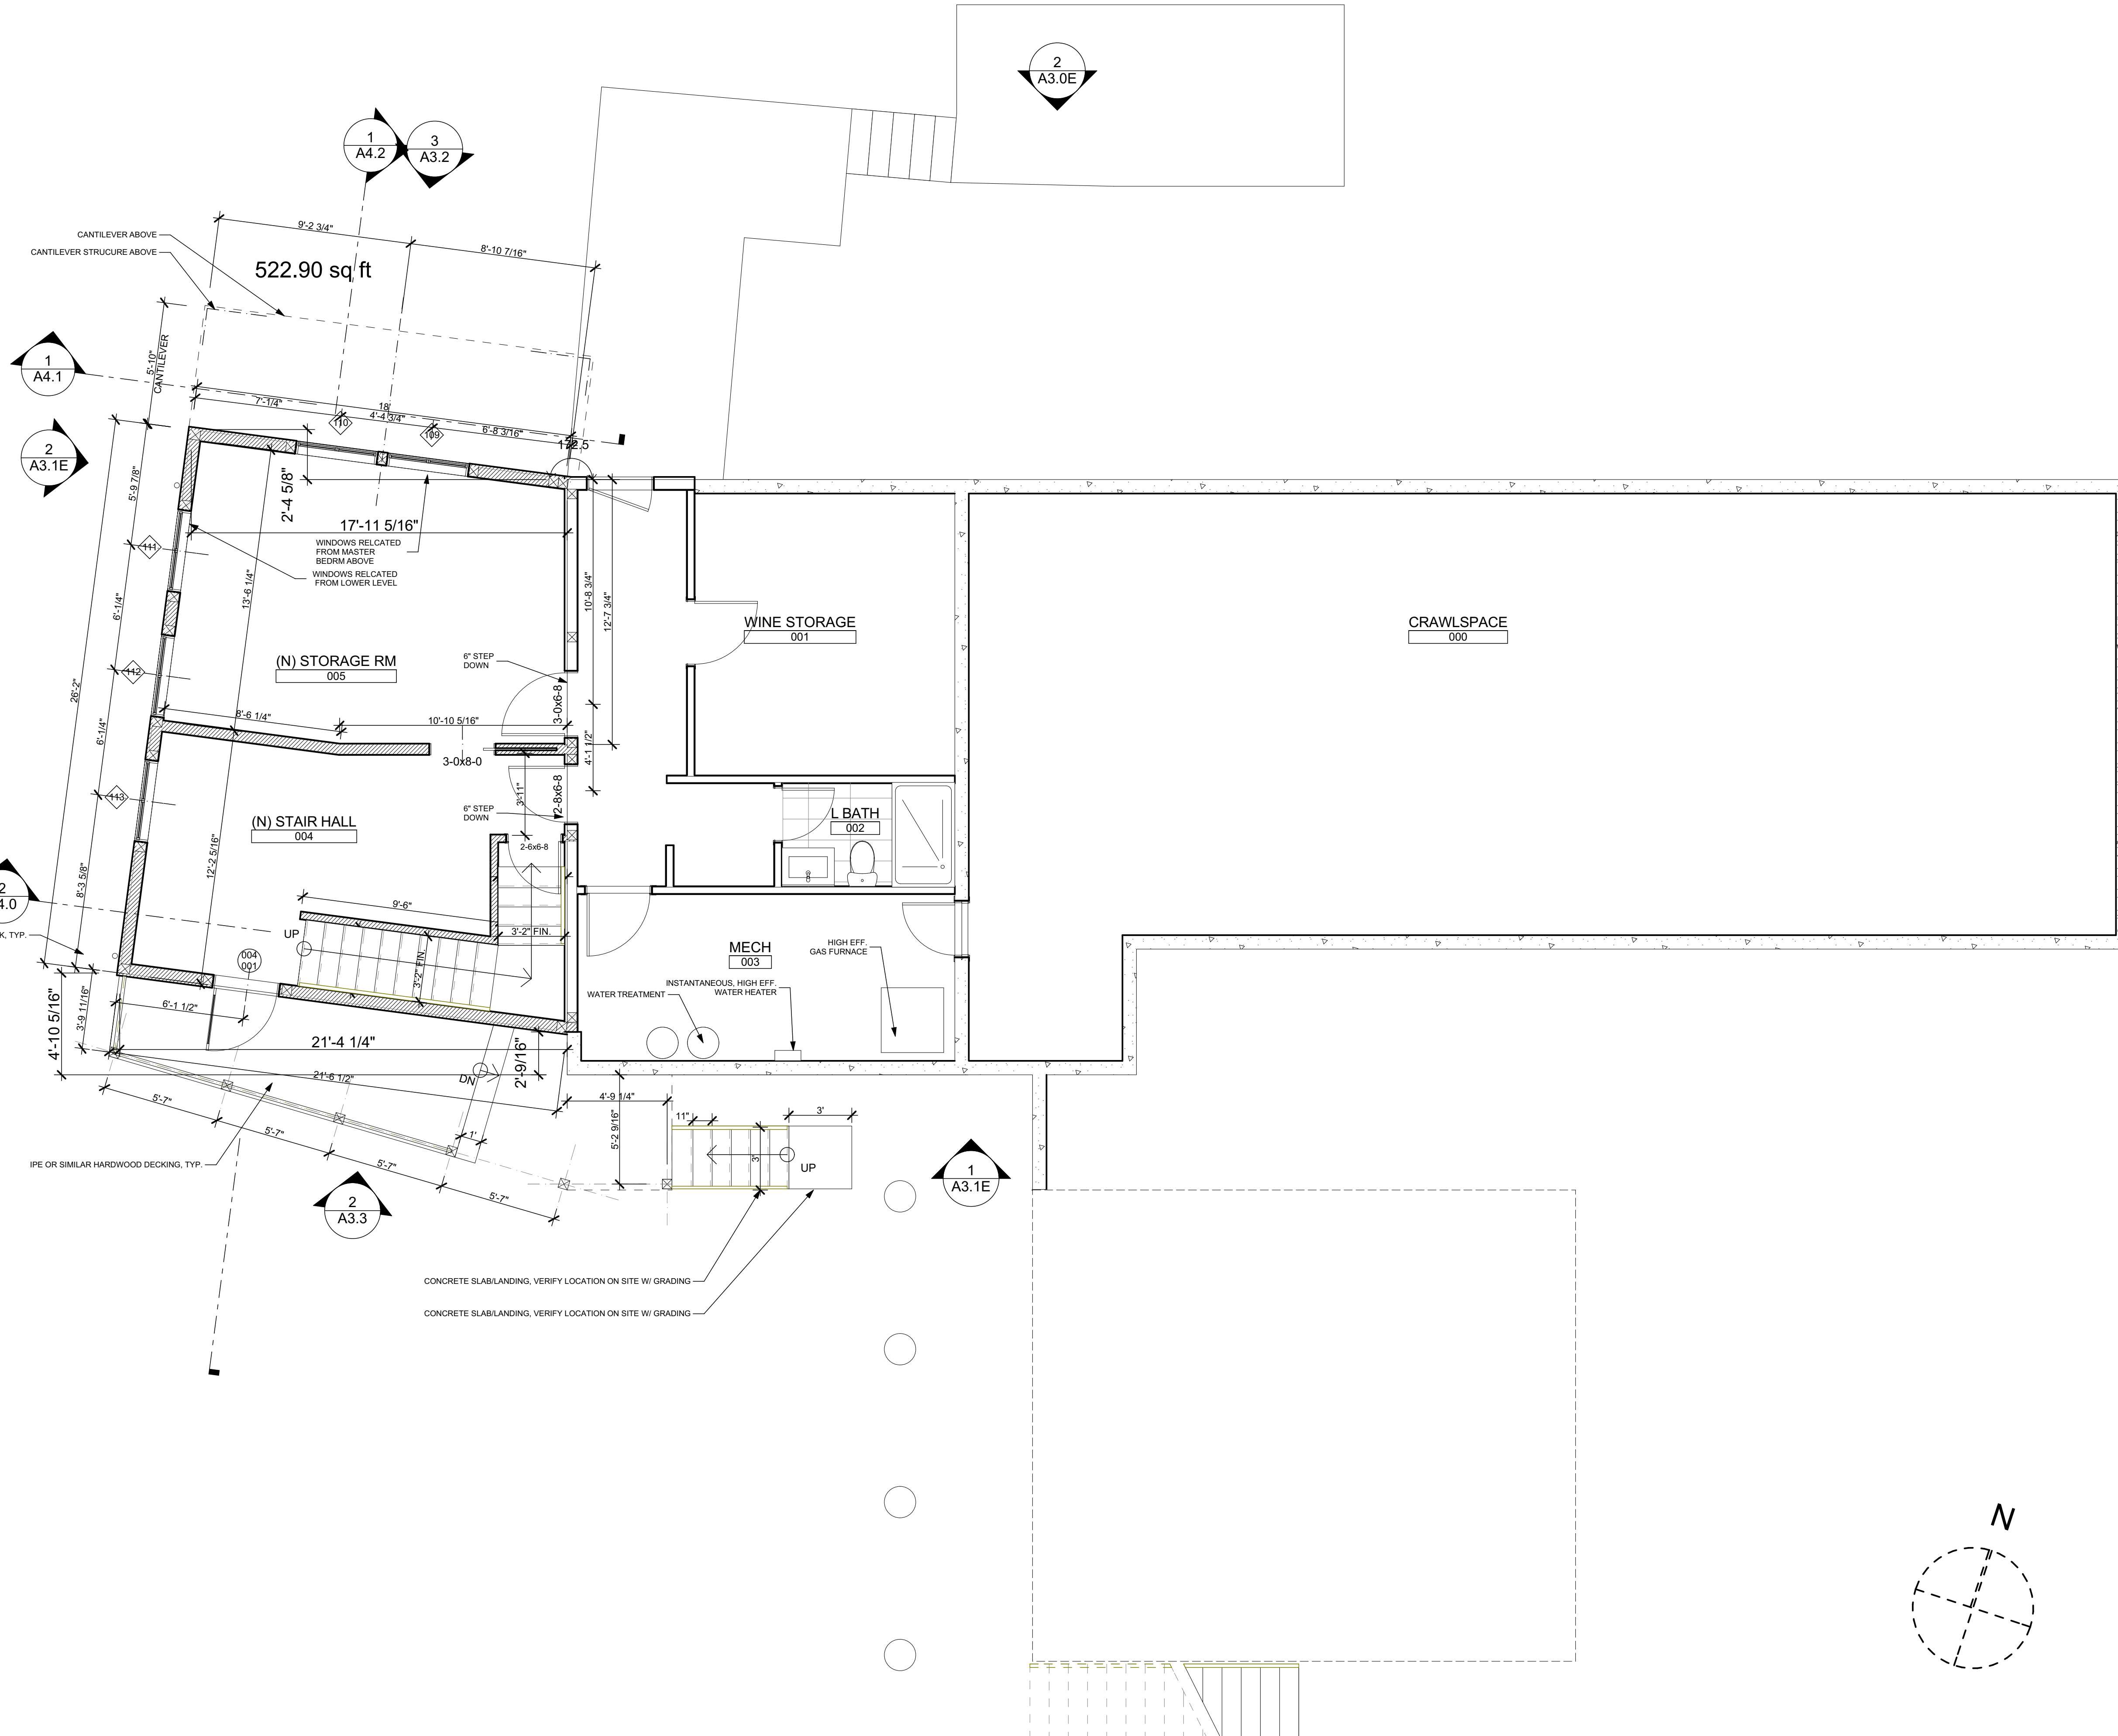 2
A3.0E
1
A4.2
3
A3.2
9'-2 3/4"
8'-10 7/16"
CANTILEVER ABOVE
CANTILEVER STRUCURE ABOVE
522.90 sq ft
5'-10"
CANTILEVER
1
A4.1
7'-1/4"
18'
4'-4 3/4"
6'-8 3/16"
110
109
172.5
2
A3.1E
5'-9 7/8"
2'-4 5/8"
17'-11 5/16"
WINDOWS RELCATED
FROM MASTER
BEDRM ABOVE
WINDOWS RELCATED
FROM LOWER LEVEL
111
13'-6 1/4"
6'-1/4"
10'-8 3/4"
12'-7 3/4"
WINE STORAGE
001
CRAWLSPACE
000
6" STEP
DOWN
(N) STORAGE RM
005
112
26'-2"
3-0x6-8
8'-6 1/4"
10'-10 5/16"
6'-1/4"
4'-1 1/2"
3-0x8-0
113
3'-11"
2-8x6-8
6" STEP
DOWN
(N) STAIR HALL
004
L BATH
002
2-6x6-8
12'-2 5/16"
8'-3 5/8"
2
4.0
9'-6"
UP
3'-2" FIN.
K, TYP.
004
001
3'-2" FIN
MECH
003
HIGH EFF.
GAS FURNACE
INSTANTANEOUS, HIGH EFF.
WATER HEATER
WATER TREATMENT
4'-10 5/16"
3'-9 11/16"
6'-1 1/2"
21'-4 1/4"
2'-9/16"
DN
21'-6 1/2"
5'-7"
5'-7"
5'-7"
5'-7"
1'
4'-9 1/4"
5'-2 9/16"
11"
3'
3'
UP
IPE OR SIMILAR HARDWOOD DECKING, TYP.
1
A3.1E
2
A3.3
CONCRETE SLAB/LANDING, VERIFY LOCATION ON SITE W/ GRADING
CONCRETE SLAB/LANDING, VERIFY LOCATION ON SITE W/ GRADING
N